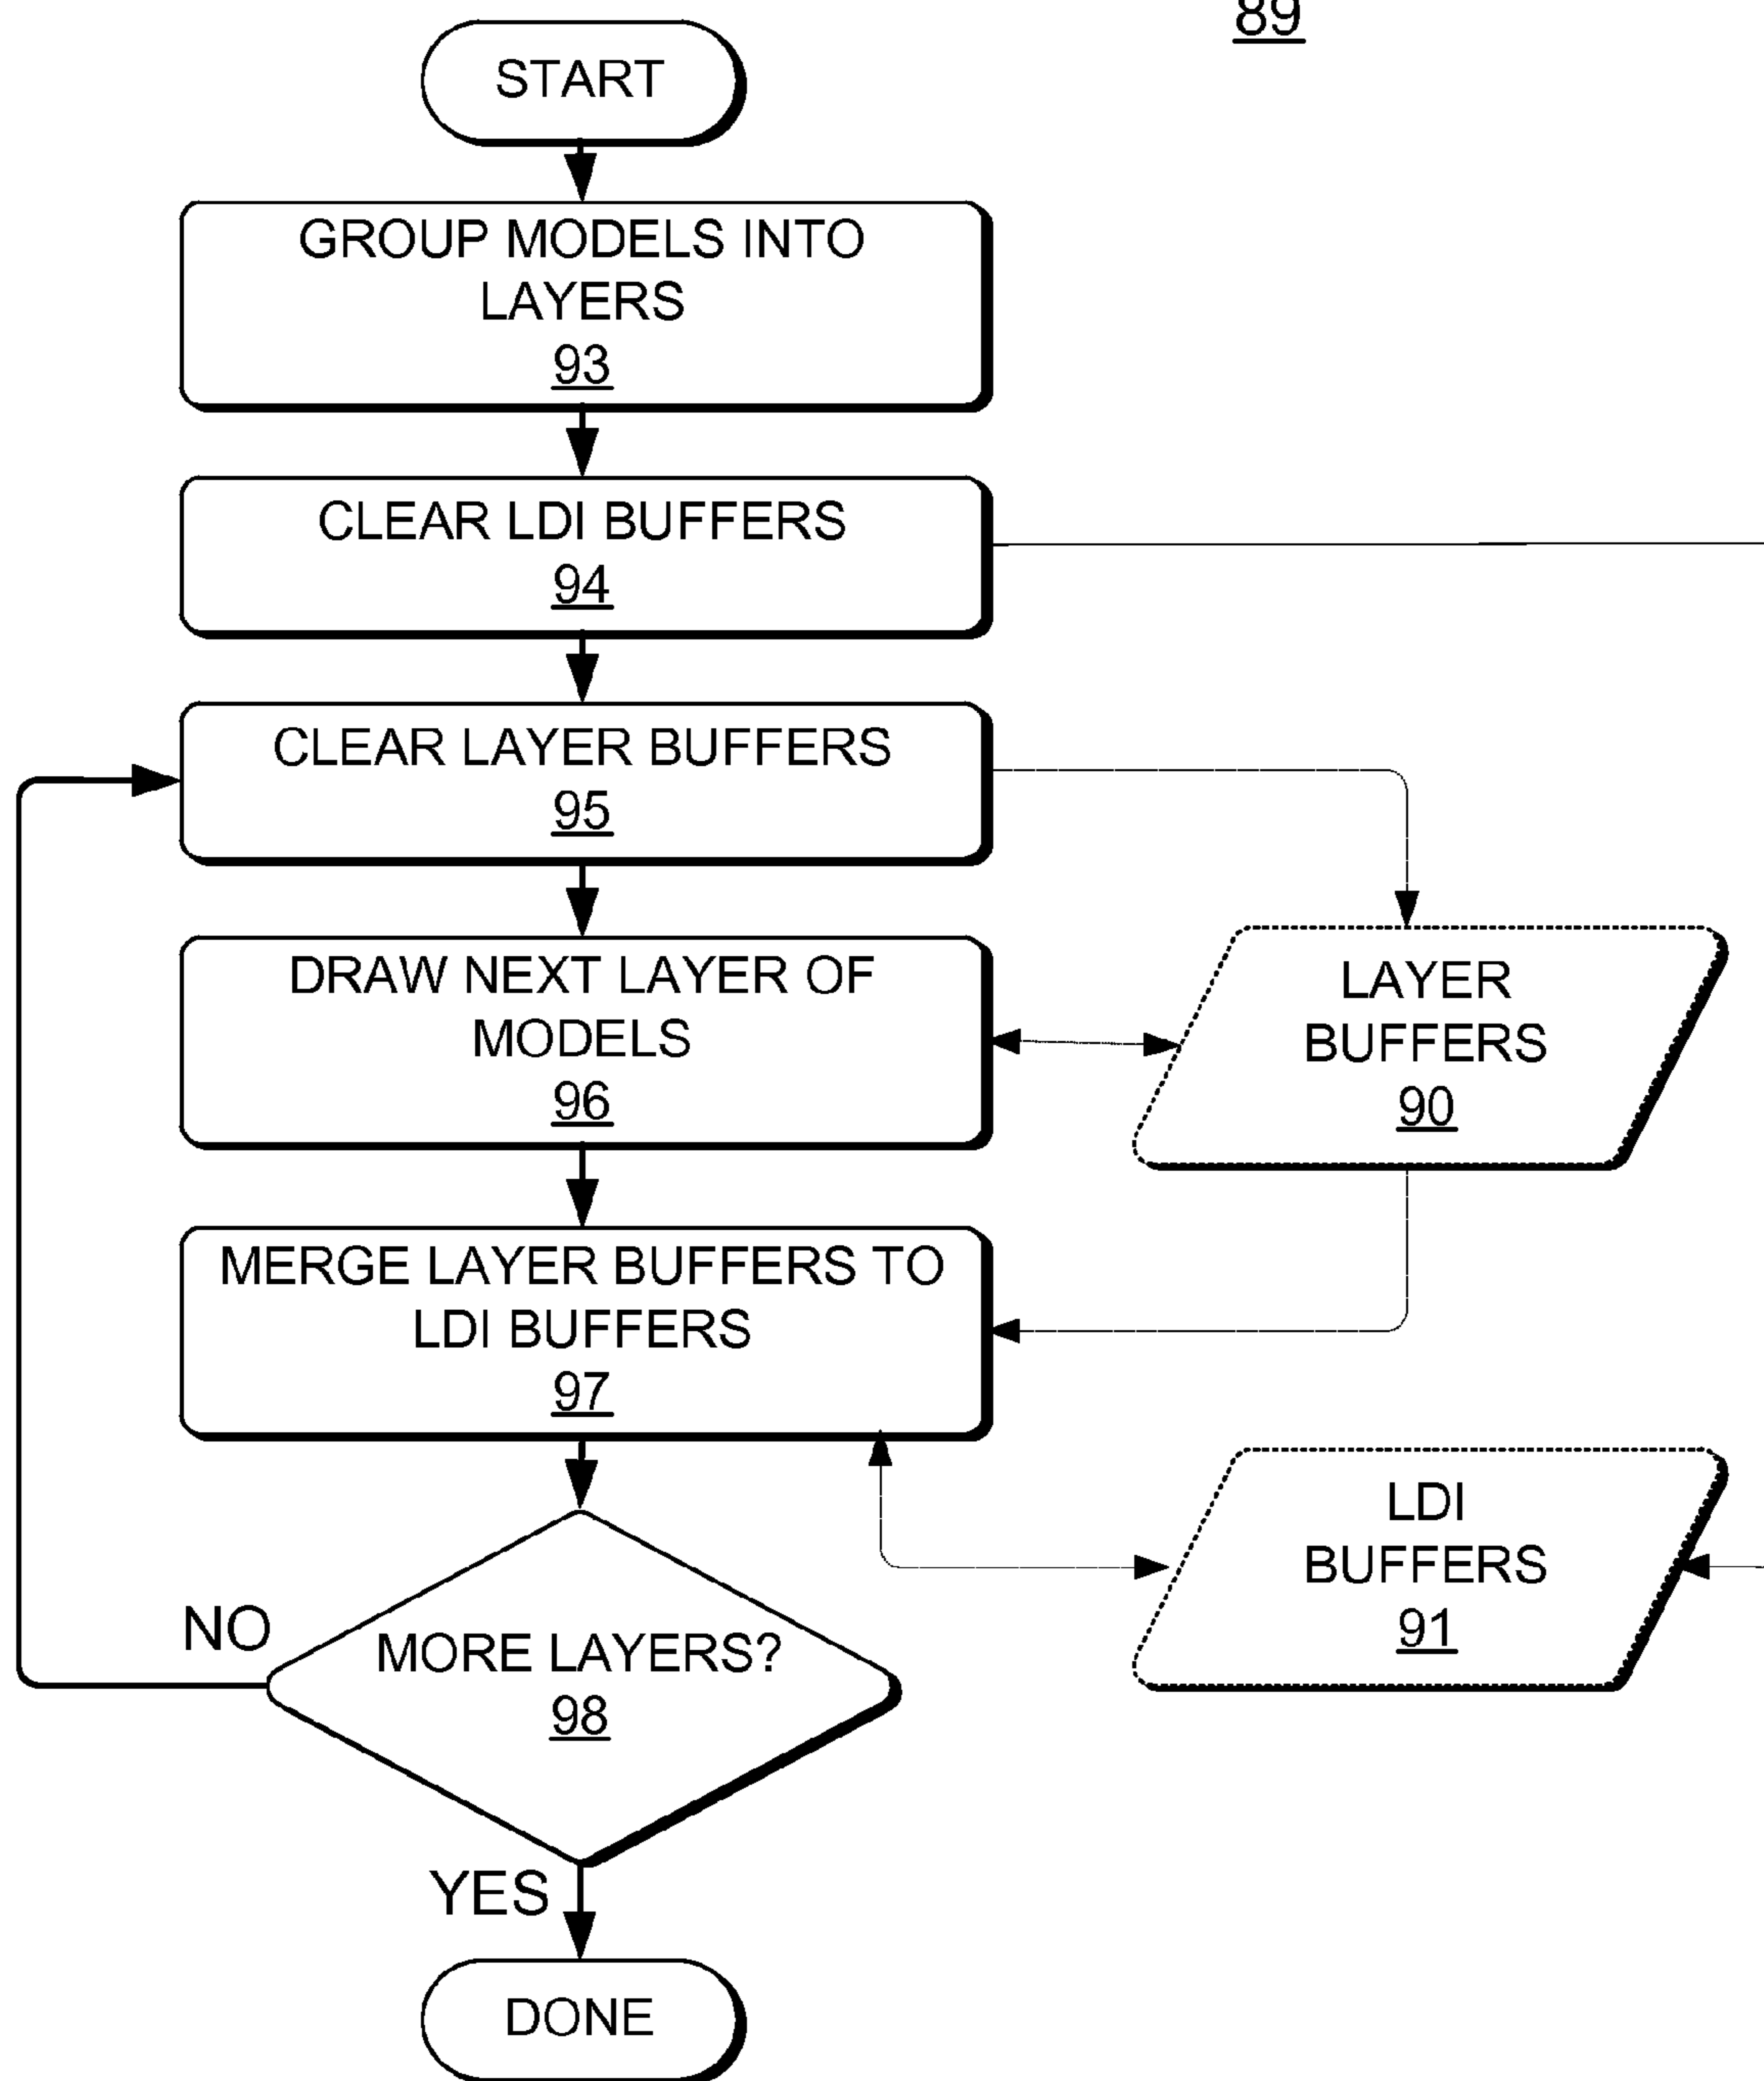 89
START
GROUP MODELS INTO
LAYERS
93
CLEAR LDI BUFFERS
94
CLEAR LAYER BUFFERS
95
DRAW NEXT LAYER OF
MODELS
96
LAYER
BUFFERS
90
MERGE LAYER BUFFERS TO
LDI BUFFERS
97
LDI
BUFFERS
91
NO
MORE LAYERS?
98
YES
DONE